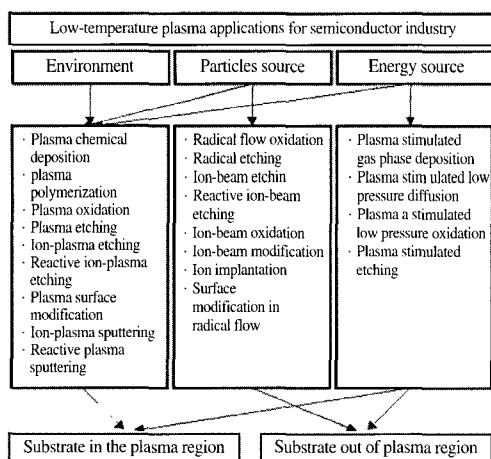 Low-temperature plasma applications for semiconductor industry
Environment
Particles source
Energy source
· Plasma chemical
deposition
· plasma
polymerization
· Plasma oxidation
· Plasma etching
· Ion-plasma etching
· Reactive ion-plasma
etching
· Plasma surface
modification
· Ion-plasma sputtering
· Reactive plasma
sputtering
· Radical flow oxidation
· Radical etching
· Ion-beam etchin
· Reactive ion-beam
etching
· Ion-beam oxidation
· Ion-beam modification
· Ion implantation
· Surface
modification in
radical flow
· Plasma stimulated
gas phase deposition
· Plasma stim ulated low
pressure diffusion
· Plasma a stimulated
low pressure oxidation
· Plasma stimulated
etching
Substrate in the plasma region
Substrate out of plasma region